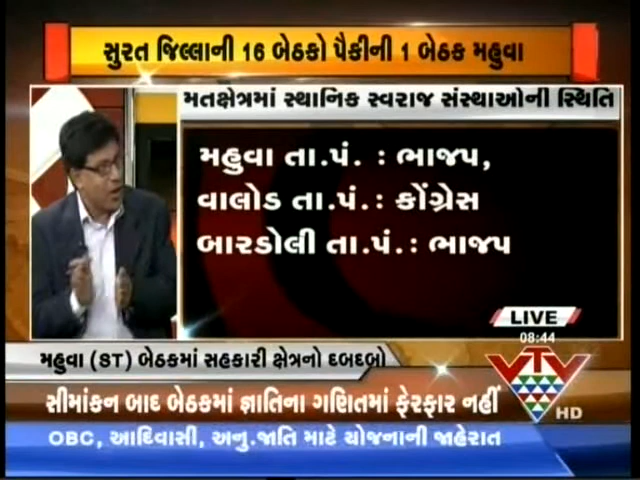 સુરત જિલ્લાની 16 બેઠકો પૈકીની 1 બેઠક મહુવા
મતક્ષેત્રમાં સ્થાનિક સ્વરાજ સંસ્થાઓની સ્થિતિ
મહુવા તા.પં. : ભાજપ,
વાલોડ તા.પં. : કોંગ્રેસ
બારડોલી તા.પં. : ભાજપ
LIVE
08:44
મહુવા (ST) બેઠકમાં સહકારી ક્ષેત્રનો દબદબો
VTV
HD
સીમાંકન બાદ બેઠકમાં જ્ઞાતિના ગણિતમાં ફેરફાર નહીં
OBC, આદિવાસી, અનુ.જાતિ માટે યોજનાની જાહેરાત